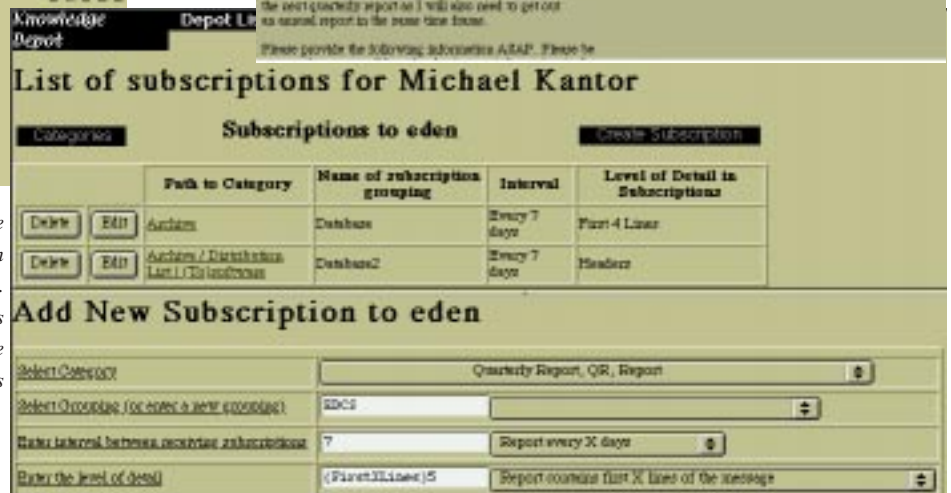 the next quarterly report as I will also need to get out
an annual report in the same time frame.
Please provide the following information ASAP. Please be
Knowledge Depot
Depot Li
List of subscriptions for Michael Kantor
Categories Subscriptions to eden Create Subscription
Path to Category Name of subscription grouping Interval Level of Detail in Subscriptions
Delete Edit Archive Database Every 7 days First 4 Lines
Delete Edit Archive / Distribution List | (To)software Database2 Every 7 days Headers
Add New Subscription to eden
Select Category Quarterly Report, QR, Report
Select Grouping (or enter a new grouping) EDCS
Enter interval between receiving subscriptions 7 Report every X days
Enter the level of detail (FirstXLines)5 Report contains first X lines of the message